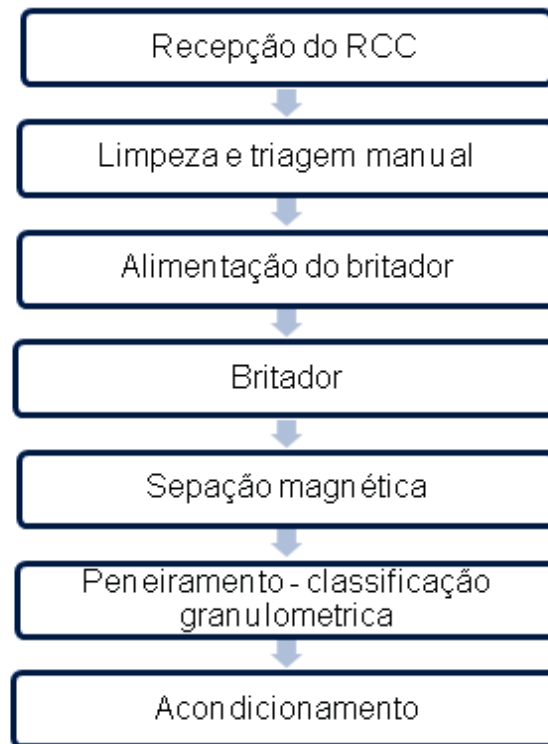 Recepção do RCC
Limpeza e triagem manual
Alimentação do britador
Britador
Sepação magnética
Peneiramento - classificação
granulometrica
Acondicionamento